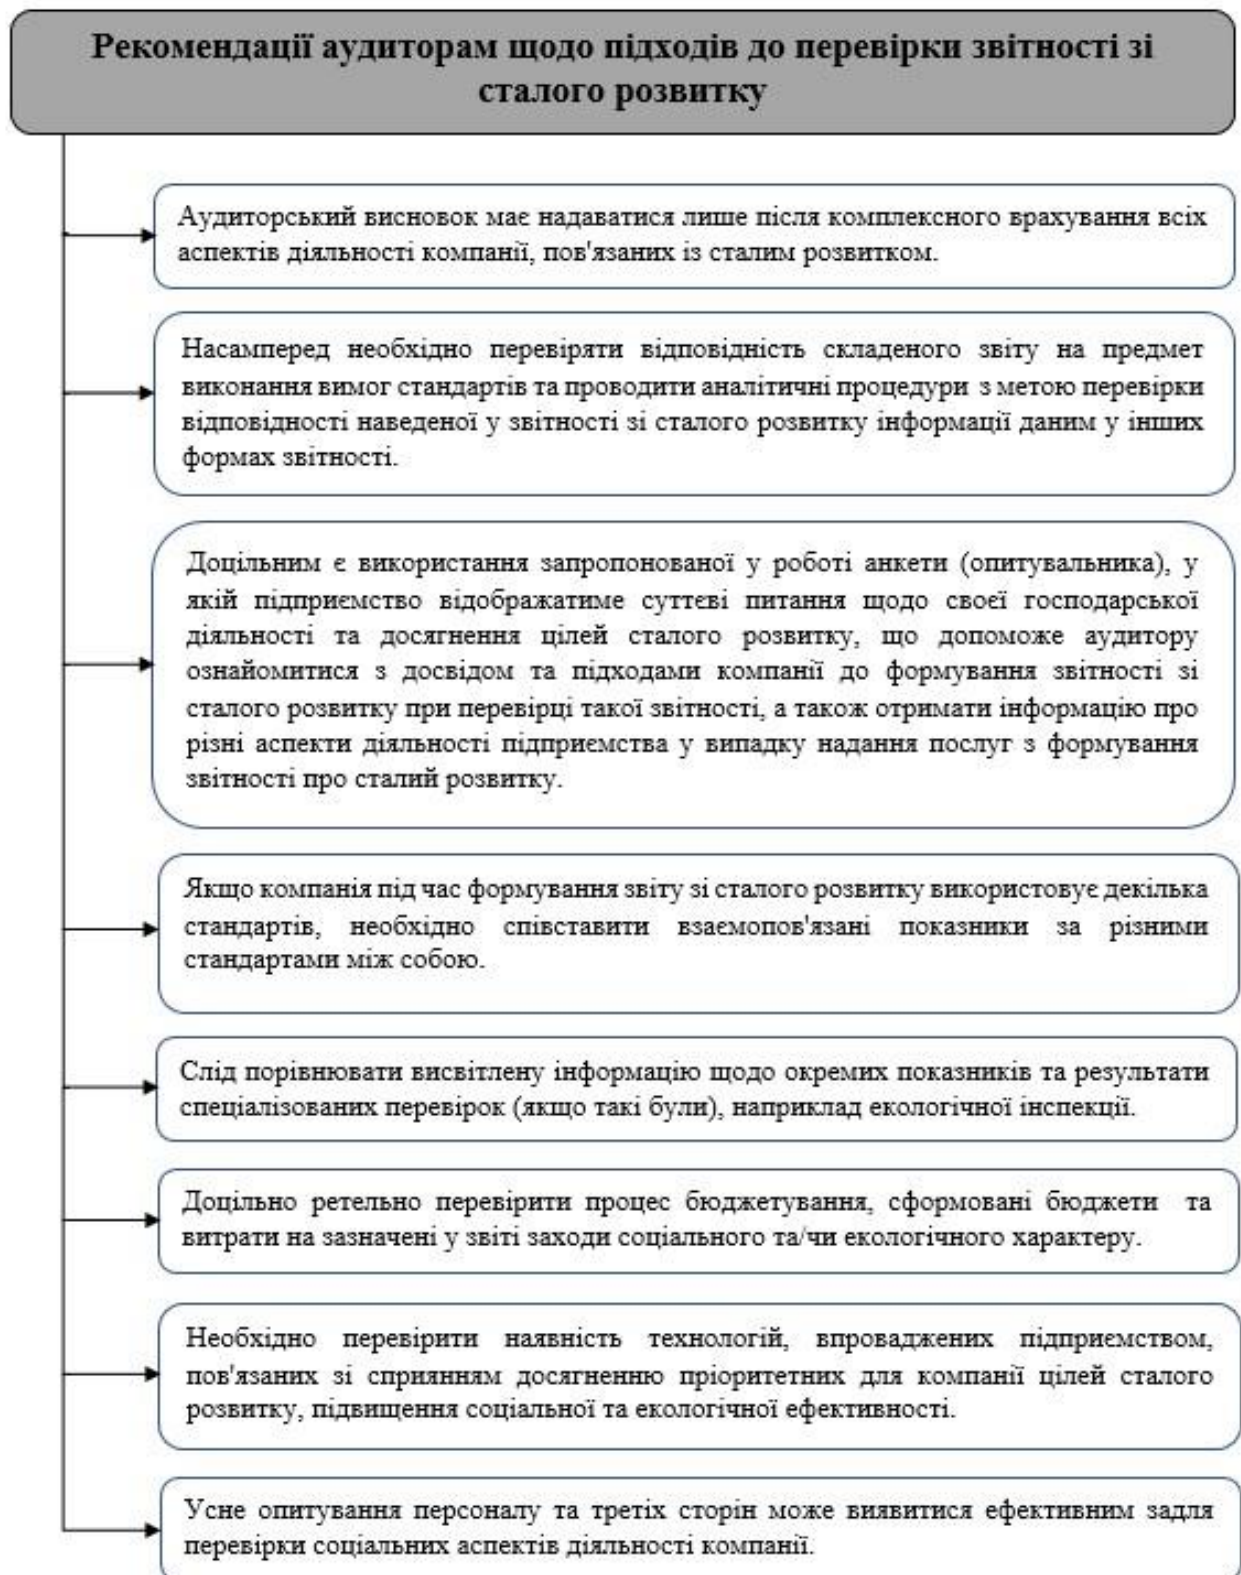 Рекомендації аудиторам щодо підходів до перевірки звітності зі
сталого розвитку
Аудиторський висновок має надаватися лише після комплексного врахування всіх
аспектів діяльності компанії, пов'язаних із сталим розвитком.
Насамперед необхідно перевіряти відповідність складеного звіту на предмет
виконання вимог стандартів та проводити аналітичні процедури з метою перевірки
відповідності наведеної у звітності зі сталого розвитку інформації даним у інших
формах звітності.
Доцільним є використання запропонованої у роботі анкети (опитувальника), у
якій підприємство відображатиме суттєві питання щодо своєї господарської
діяльності та досягнення цілей сталого розвитку, що допоможе аудитору
ознайомитися з досвідом та підходами компанії до формування звітності зі
сталого розвитку при перевірці такої звітності, а також отримати інформацію про
різні аспекти діяльності підприємства у випадку надання послуг з формування
звітності про сталий розвитку.
Якщо компанія під час формування звіту зі сталого розвитку використовує декілька
стандартів, необхідно співставити взаємопов'язані показники за різними
стандартами між собою.
Слід порівнювати висвітлену інформацію щодо окремих показників та результати
спеціалізованих перевірок (якщо такі були), наприклад екологічної інспекції.
Доцільно ретельно перевірити процес бюджетування, сформовані бюджети та
витрати на зазначені у звіті заходи соціального та/чи екологічного характеру.
Необхідно перевірити наявність технологій, впроваджених підприємством,
пов'язаних зі сприянням досягненню пріоритетних для компанії цілей сталого
розвитку, підвищення соціальної та екологічної ефективності.
Усне опитування персоналу та третіх сторін може виявитися ефективним задля
перевірки соціальних аспектів діяльності компанії.